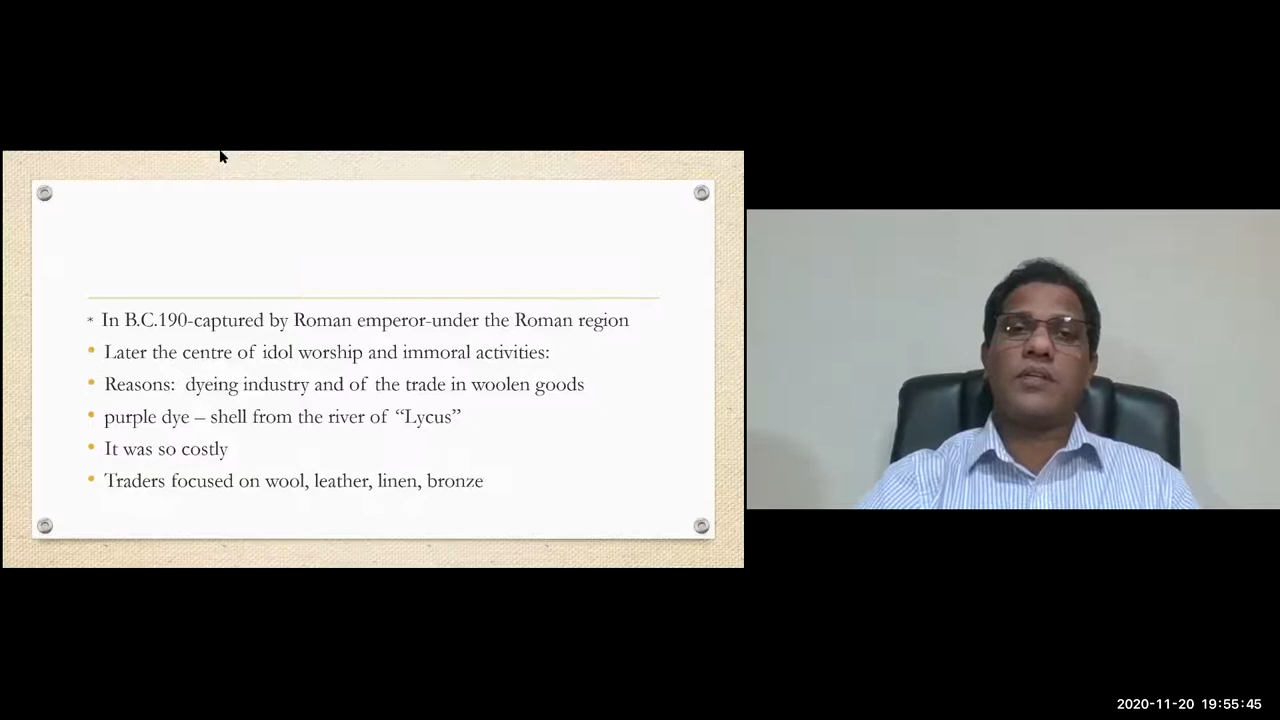 * In B.C.190-captured by Roman emperor-under the Roman region
• Later the centre of idol worship and immoral activities:
• Reasons: dyeing industry and of the trade in woolen goods
• purple dye – shell from the river of “Lycus”
• It was so costly
• Traders focused on wool, leather, linen, bronze
2020-11-20 19:55:45